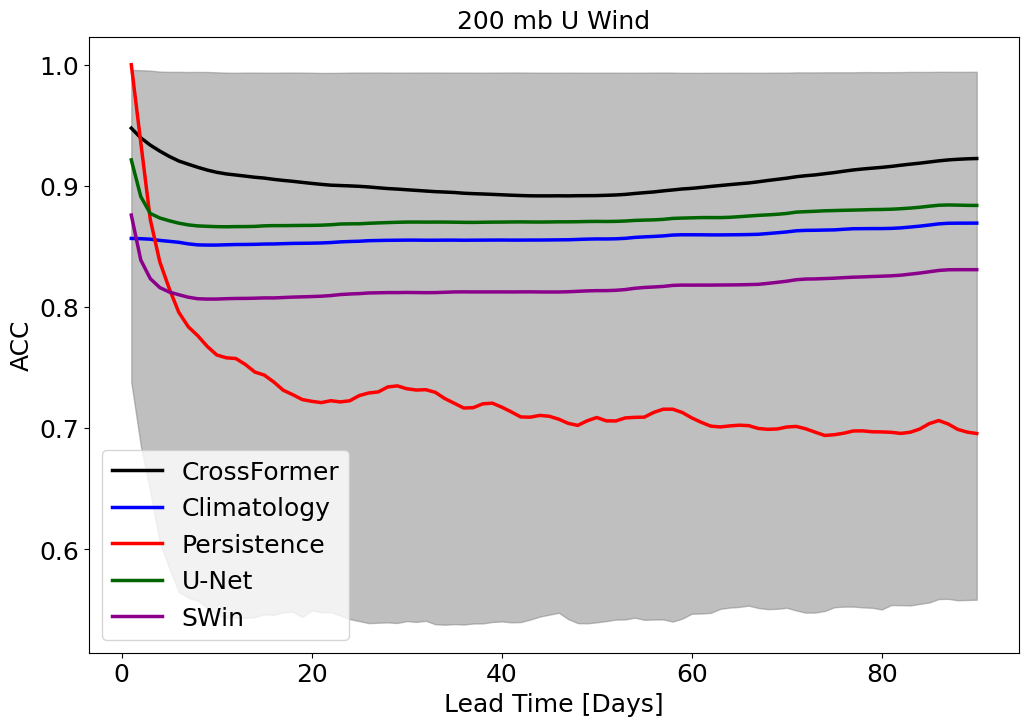 200 mb U Wind
ACC
1.0
0.9
0.8
0.7
0.6
CrossFormer
Climatology
Persistence
U-Net
SWin
0 20 40 60 80
Lead Time [Days]